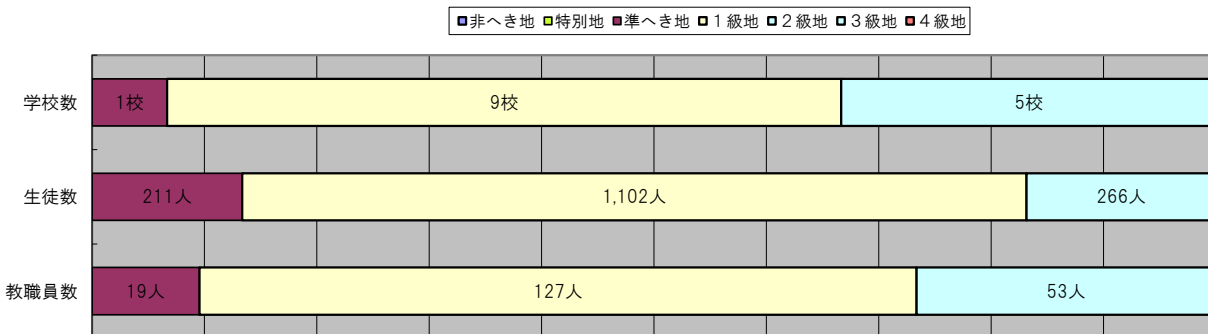 非へき地 特別地 準へき地 1級地 2級地 3級地 4級地
学校数 1校 9校 5校
生徒数 211人 1,102人 266人
教職員数 19人 127人 53人